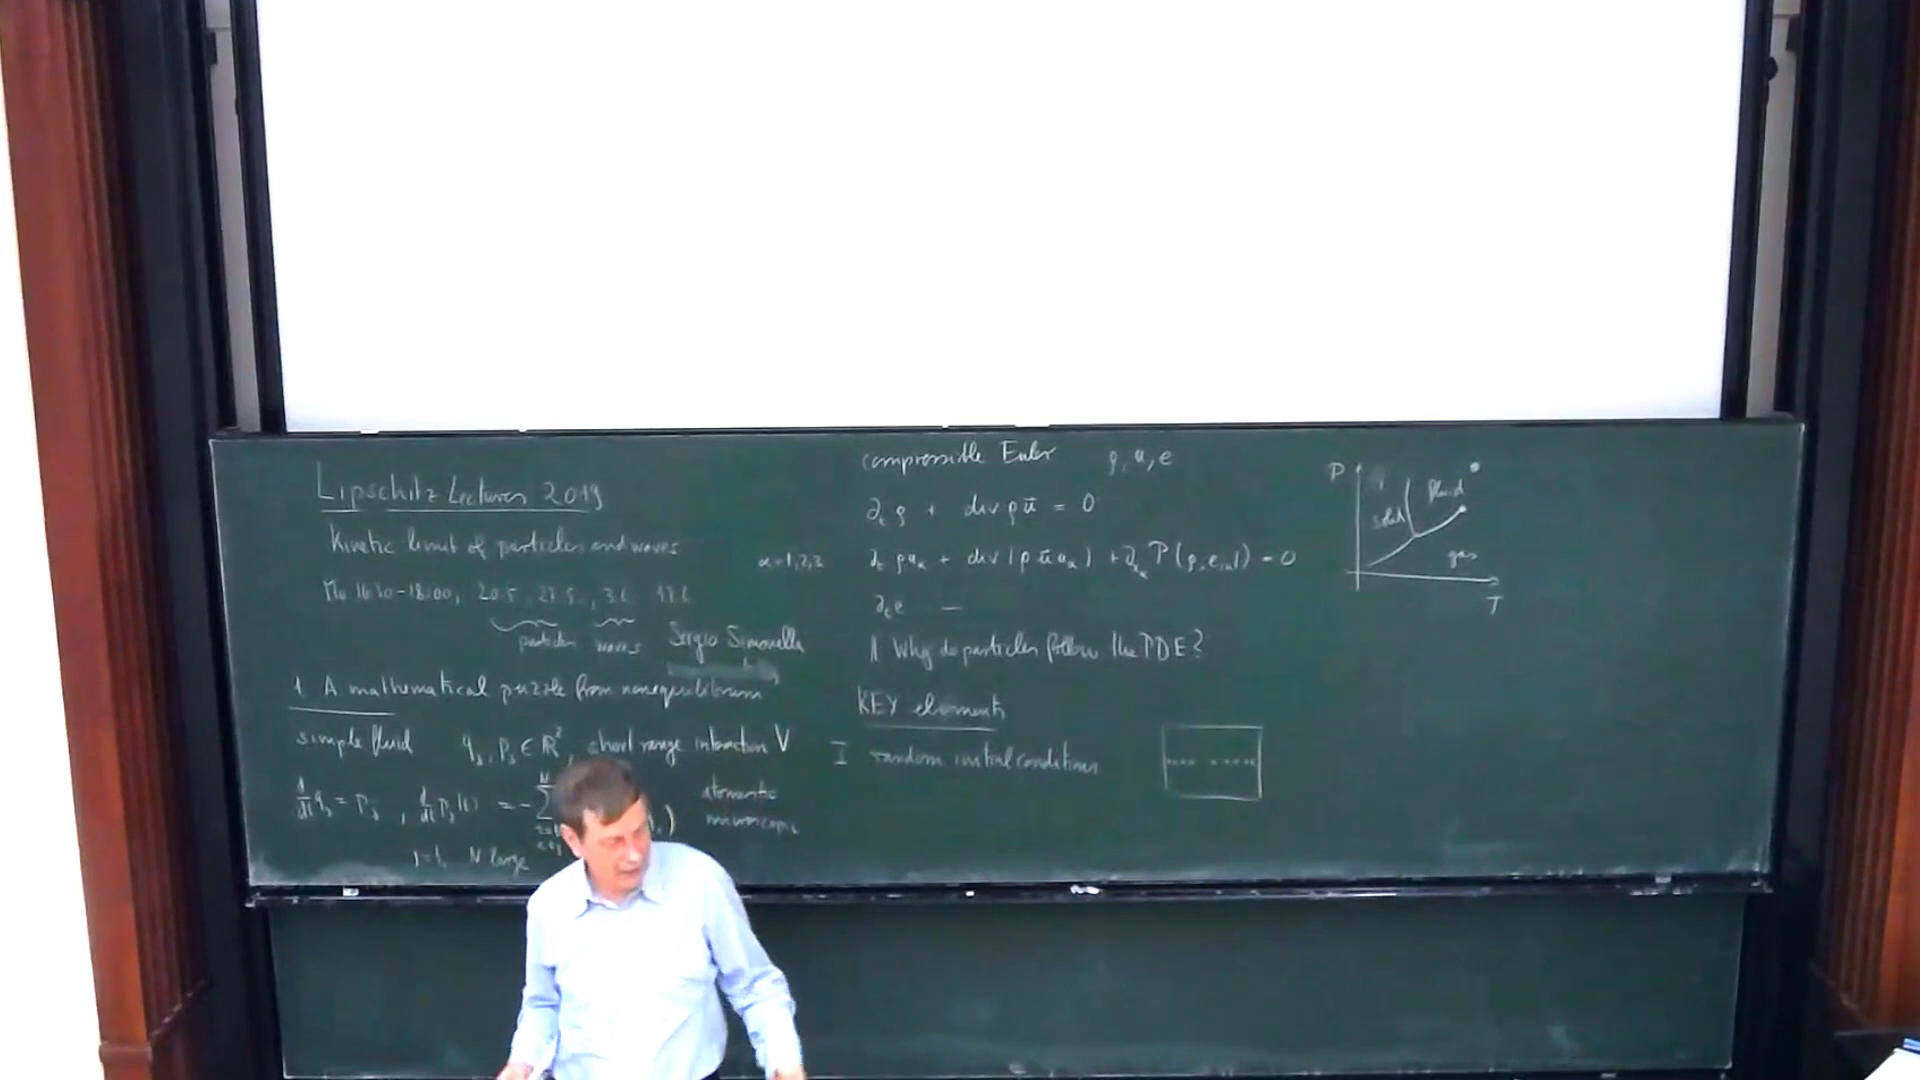 Lipschitz Lectures 2019
Kinetic limit of particles and waves
Mo 16:30-18:00, 20.5., 27.5., 3.6. 17.6.
particles waves Sergio Simonella
1 A mathematical puzzle from nonequilibrium
simple fluid q_j, p_j ∈ ℝ³, short range interaction V
d/dt q_j = p_j , d/dt p_j(t) = - Σ
atomistic
microscopic
j=1, N large
compressible Euler ρ, u, e
∂_t ρ + div ρū = 0
α=1,2,3 ∂_t ρu_α + div(ρūu_α) + ∂_{x_α} P(ρ, e_int) = 0
∂_t e —
Why do particles follow the PDE?
KEY elements
I random initial conditions
P
solid fluid
gas
T